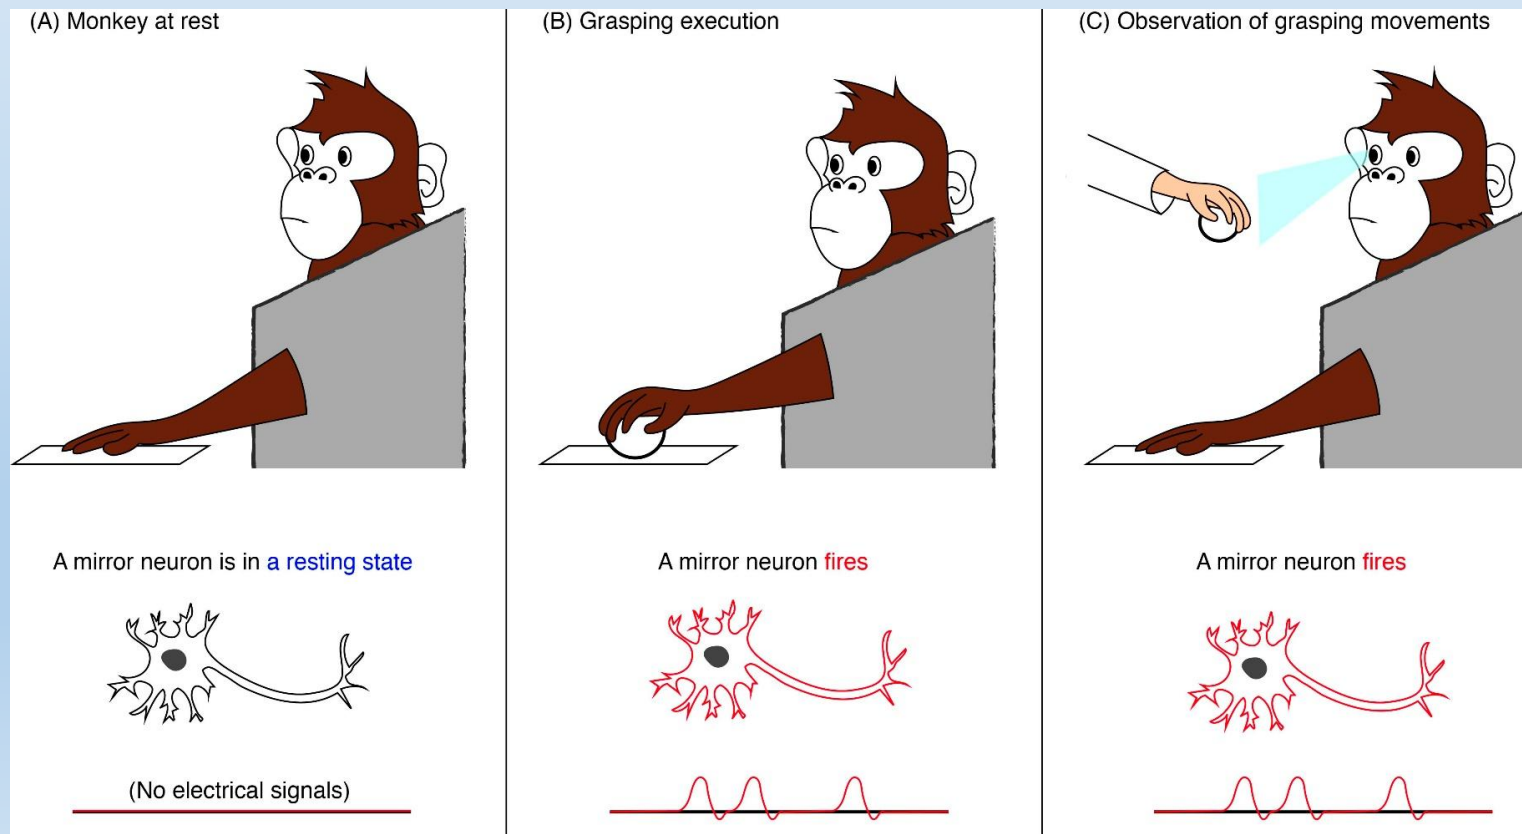 (A) Monkey at rest
(B) Grasping execution
(C) Observation of grasping movements
A mirror neuron is in a resting state
A mirror neuron fires
A mirror neuron fires
(No electrical signals)